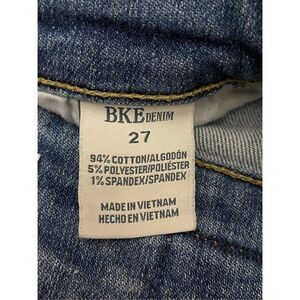 BKE DENIM
27
94% COTTON/ALGODÓN
5% POLYESTER/POLIÉSTER
1% SPANDEX/SPANDEX
MADE IN VIETNAM
HECHO EN VIETNAM